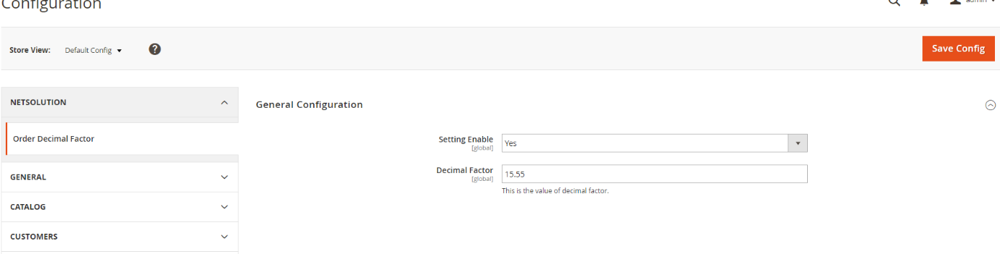 Configuration
admin
Store View: Default Config ?
Save Config
NETSOLUTION
Order Decimal Factor
GENERAL
CATALOG
CUSTOMERS
General Configuration
Setting Enable
[global]
Yes
Decimal Factor
[global]
15.55
This is the value of decimal factor.